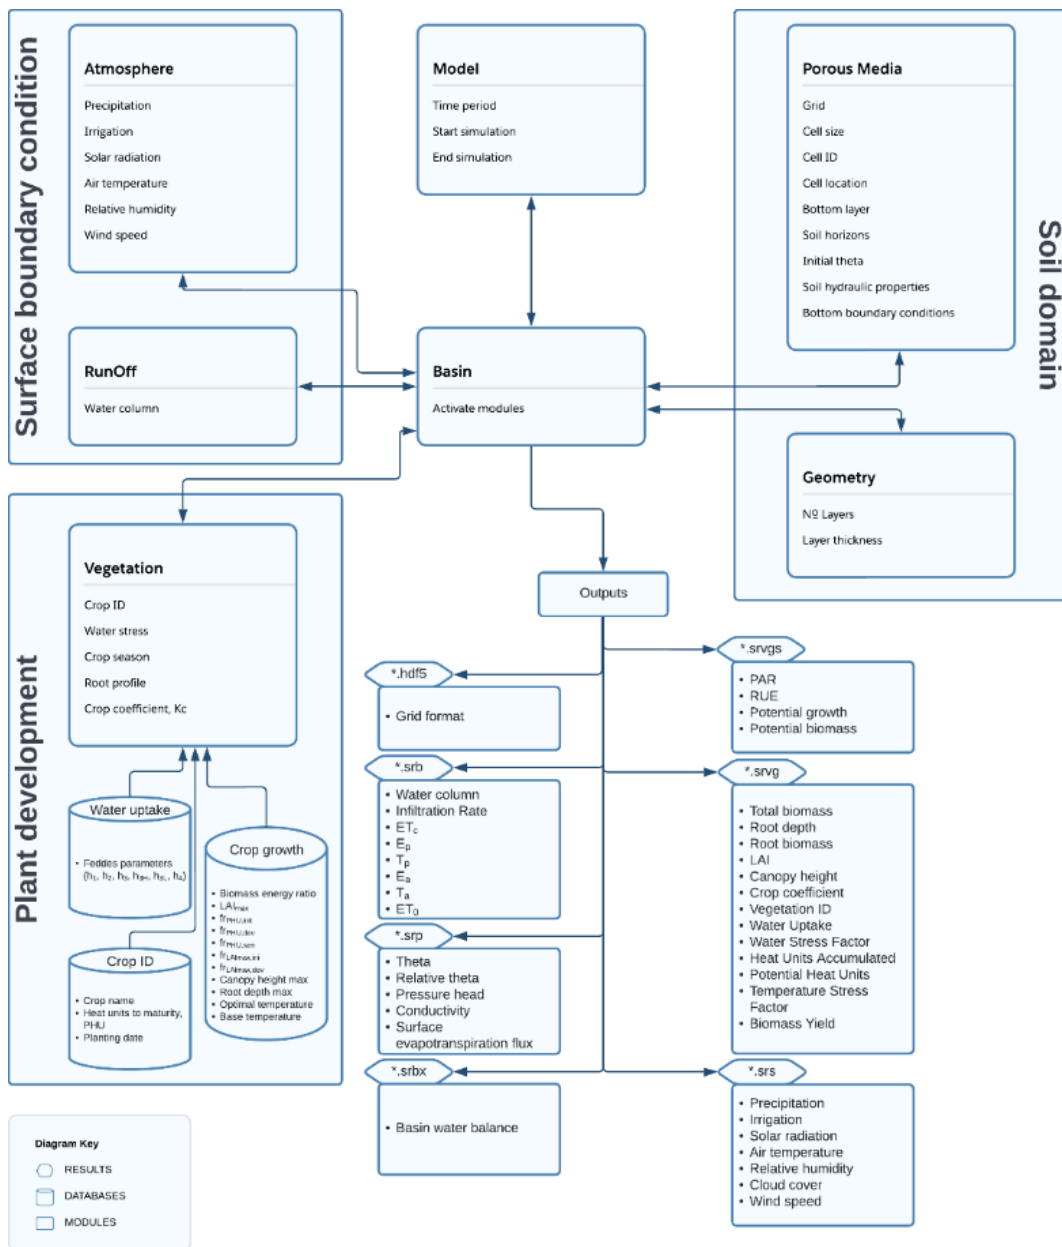 Surface boundary condition
Atmosphere
Precipitation
Irrigation
Solar radiation
Air temperature
Relative humidity
Wind speed
RunOff
Water column
Model
Time period
Start simulation
End simulation
Basin
Activate modules
Soil domain
Porous Media
Grid
Cell size
Cell ID
Cell location
Bottom layer
Soil horizons
Initial theta
Soil hydraulic properties
Bottom boundary conditions
Geometry
Nº Layers
Layer thickness
Plant development
Vegetation
Crop ID
Water stress
Crop season
Root profile
Crop coefficient, Kc
Water uptake
• Feddes parameters
(h₁, h₂, h₃, h₃H, h₃L, h₄)
Crop growth
• Biomass energy ratio
• LAImax
• frPHU,init
• frPHU,dev
• frPHU,sen
• frLAImax,ini
• frLAImax,dev
• Canopy height max
• Root depth max
• Optimal temperature
• Base temperature
Crop ID
• Crop name
• Heat units to maturity,
PHU
• Planting date
Outputs
*.hdf5
• Grid format
*.srb
• Water column
• Infiltration Rate
• ETc
• Ep
• Tp
• Ea
• Ta
• ET₀
*.srp
• Theta
• Relative theta
• Pressure head
• Conductivity
• Surface
evapotranspiration flux
*.srbx
• Basin water balance
*.srvgs
• PAR
• RUE
• Potential growth
• Potential biomass
*.srvg
• Total biomass
• Root depth
• Root biomass
• LAI
• Canopy height
• Crop coefficient
• Vegetation ID
• Water Uptake
• Water Stress Factor
• Heat Units Accumulated
• Potential Heat Units
• Temperature Stress
Factor
• Biomass Yield
*.srs
• Precipitation
• Irrigation
• Solar radiation
• Air temperature
• Relative humidity
• Cloud cover
• Wind speed
Diagram Key
RESULTS
DATABASES
MODULES